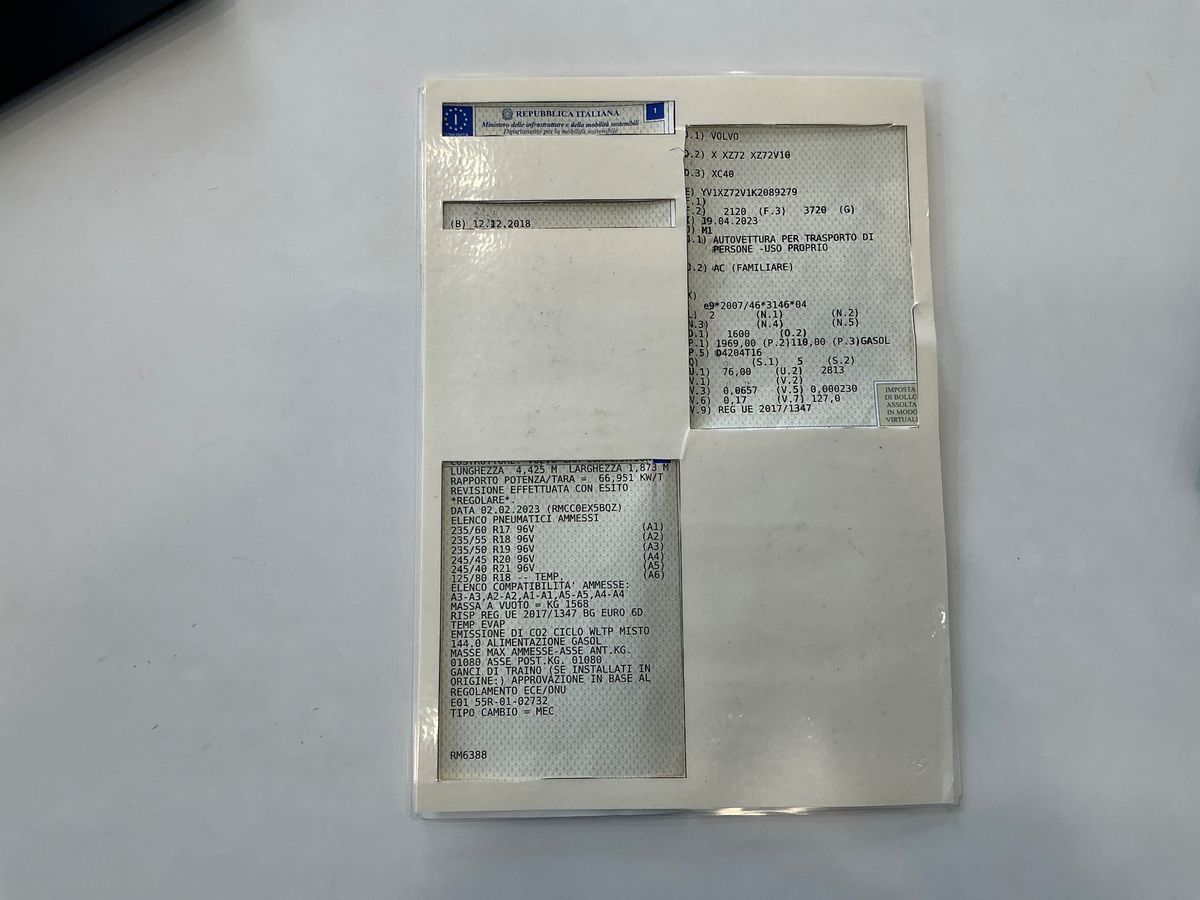 I
REPUBBLICA ITALIANA
1
Ministero delle infrastrutture e della mobilità sostenibili
Dipartimento per la mobilità sostenibile
(B) 12.12.2018
LUNGHEZZA 4,425 M LARGHEZZA 1,873 M
RAPPORTO POTENZA/TARA = 66,951 KW/T
REVISIONE EFFETTUATA CON ESITO
*REGOLARE*.
DATA 02.02.2023 (RMCC0EX5BQZ)
ELENCO PNEUMATICI AMMESSI
235/60 R17 96V (A1)
235/55 R18 96V (A2)
235/50 R19 96V (A3)
245/45 R20 96V (A4)
245/40 R21 96V (A5)
125/80 R18 -- TEMP. (A6)
ELENCO COMPATIBILITA' AMMESSE:
A3-A3,A2-A2,A1-A1,A5-A5,A4-A4
MASSA A VUOTO = KG 1568
RISP REG UE 2017/1347 BG EURO 6D
TEMP EVAP
EMISSIONE DI CO2 CICLO WLTP MISTO
144,0 ALIMENTAZIONE GASOL
MASSE MAX AMMESSE-ASSE ANT.KG.
01080 ASSE POST.KG. 01080
GANCI DI TRAINO (SE INSTALLATI IN
ORIGINE:) APPROVAZIONE IN BASE AL
REGOLAMENTO ECE/ONU
E01 55R-01-02732
TIPO CAMBIO = MEC
RM6388
.1) VOLVO
D.2) X XZ72 XZ72V10
D.3) XC40
E) YV1XZ72V1K2089279
F.1)
F.2) 2120 (F.3) 3720 (G)
) 19.04.2023
) M1
.1) AUTOVETTURA PER TRASPORTO DI
PERSONE -USO PROPRIO
.2) AC (FAMILIARE)
K)
e9*2007/46*3146*04
) 2 (N.1) (N.2)
N.3) (N.4) (N.5)
.1) 1600 (O.2)
P.1) 1969,00 (P.2)110,00 (P.3)GASOL
P.5) D4204T16
) (S.1) 5 (S.2)
U.1) 76,00 (U.2) 2813
V.1) (V.2)
V.3) 0,0657 (V.5) 0,000230
V.6) 0,17 (V.7) 127,0
V.9) REG UE 2017/1347
IMPOSTA
DI BOLLO
ASSOLTA
IN MODO
VIRTUALE